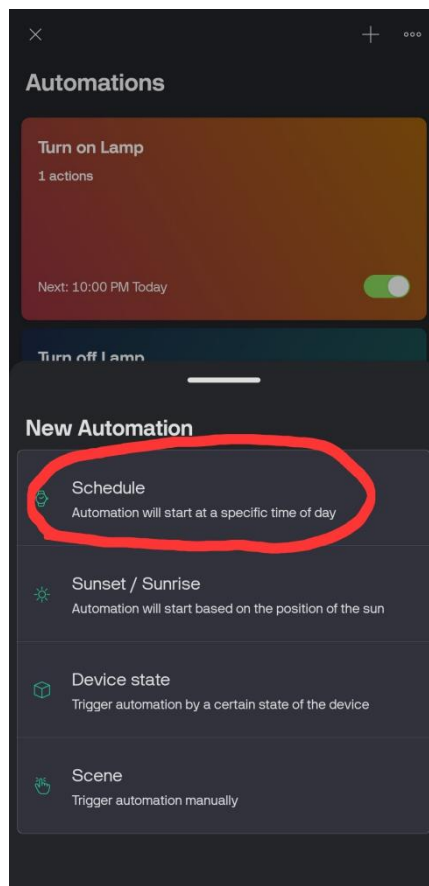 Automations
Turn on Lamp
1 actions
Next: 10:00 PM Today
Turn off Lamp
New Automation
Schedule
Automation will start at a specific time of day
Sunset / Sunrise
Automation will start based on the position of the sun
Device state
Trigger automation by a certain state of the device
Scene
Trigger automation manually